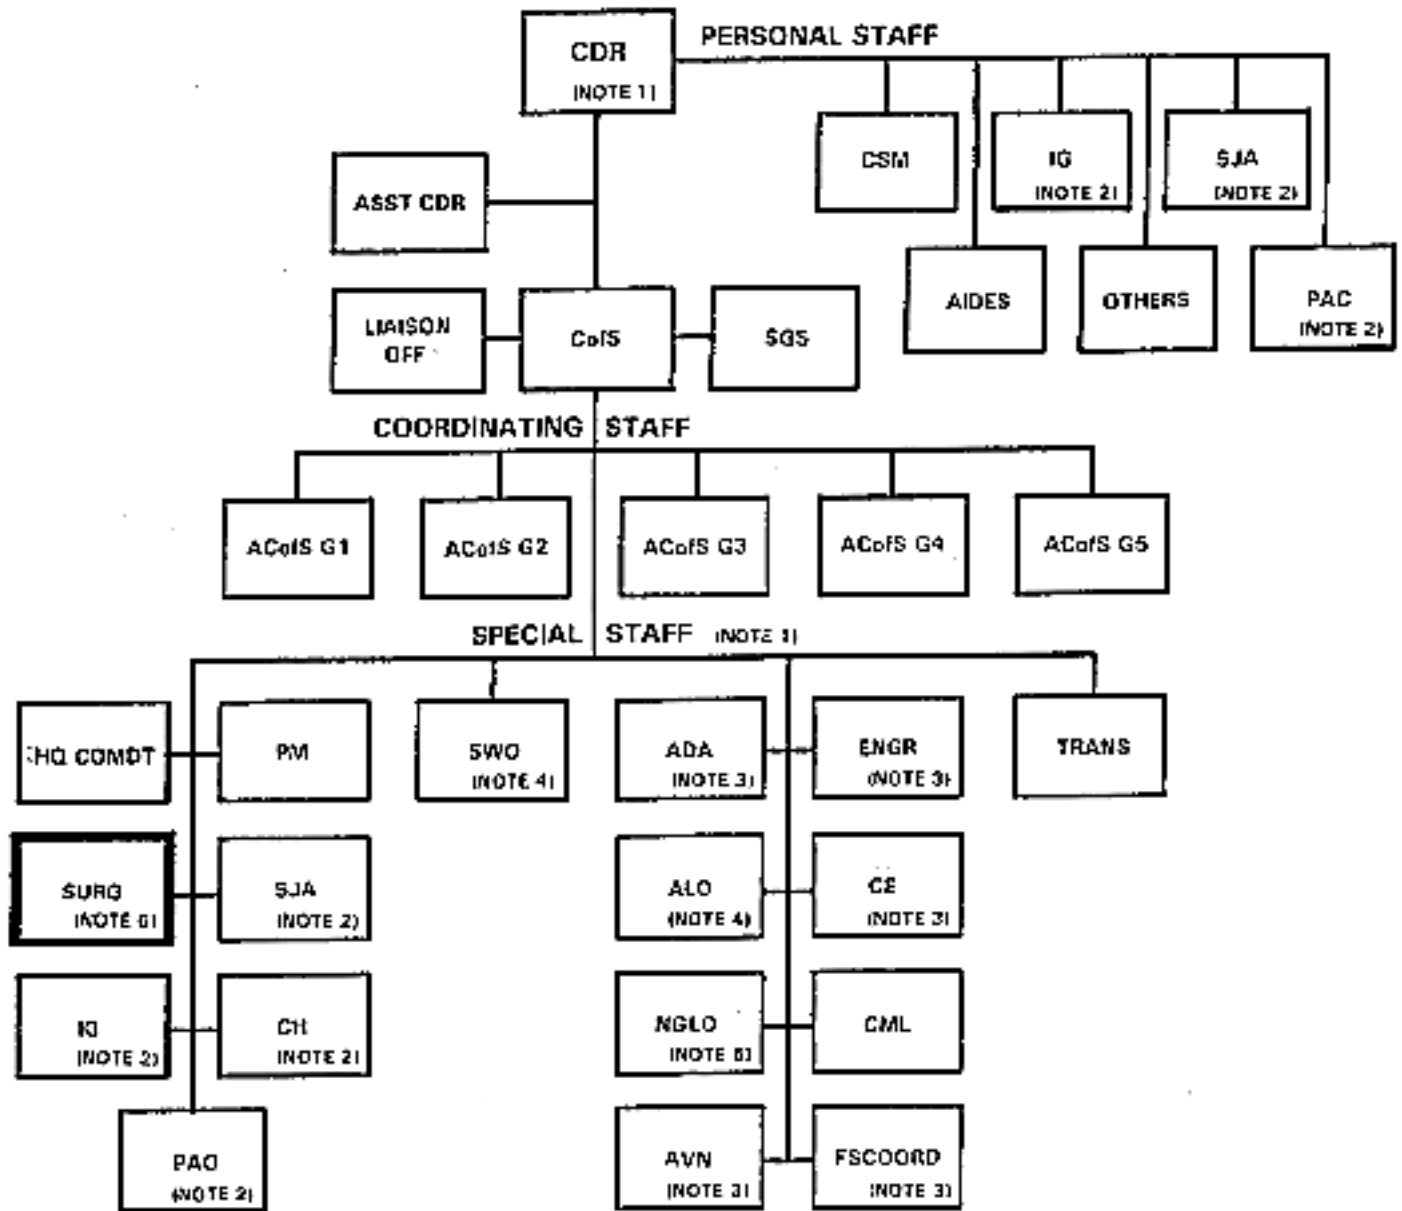 CDR
(NOTE 1)
PERSONAL STAFF
CSM
IG
(NOTE 2)
SJA
(NOTE 2)
ASST CDR
AIDES
OTHERS
PAC
(NOTE 2)
LIAISON
OFF
CofS
SGS
COORDINATING STAFF
ACofS G1
ACofS G2
ACofS G3
ACofS G4
ACofS G5
SPECIAL STAFF (NOTE 1)
HQ COMDT
PM
SWO
(NOTE 4)
ADA
(NOTE 3)
ENGR
(NOTE 3)
TRANS
SURG
(NOTE 6)
SJA
(NOTE 2)
ALO
(NOTE 4)
CE
(NOTE 3)
IG
(NOTE 2)
CH
(NOTE 2)
NGLO
(NOTE 5)
CML
PAO
(NOTE 2)
AVN
(NOTE 3)
FSCOORD
(NOTE 3)